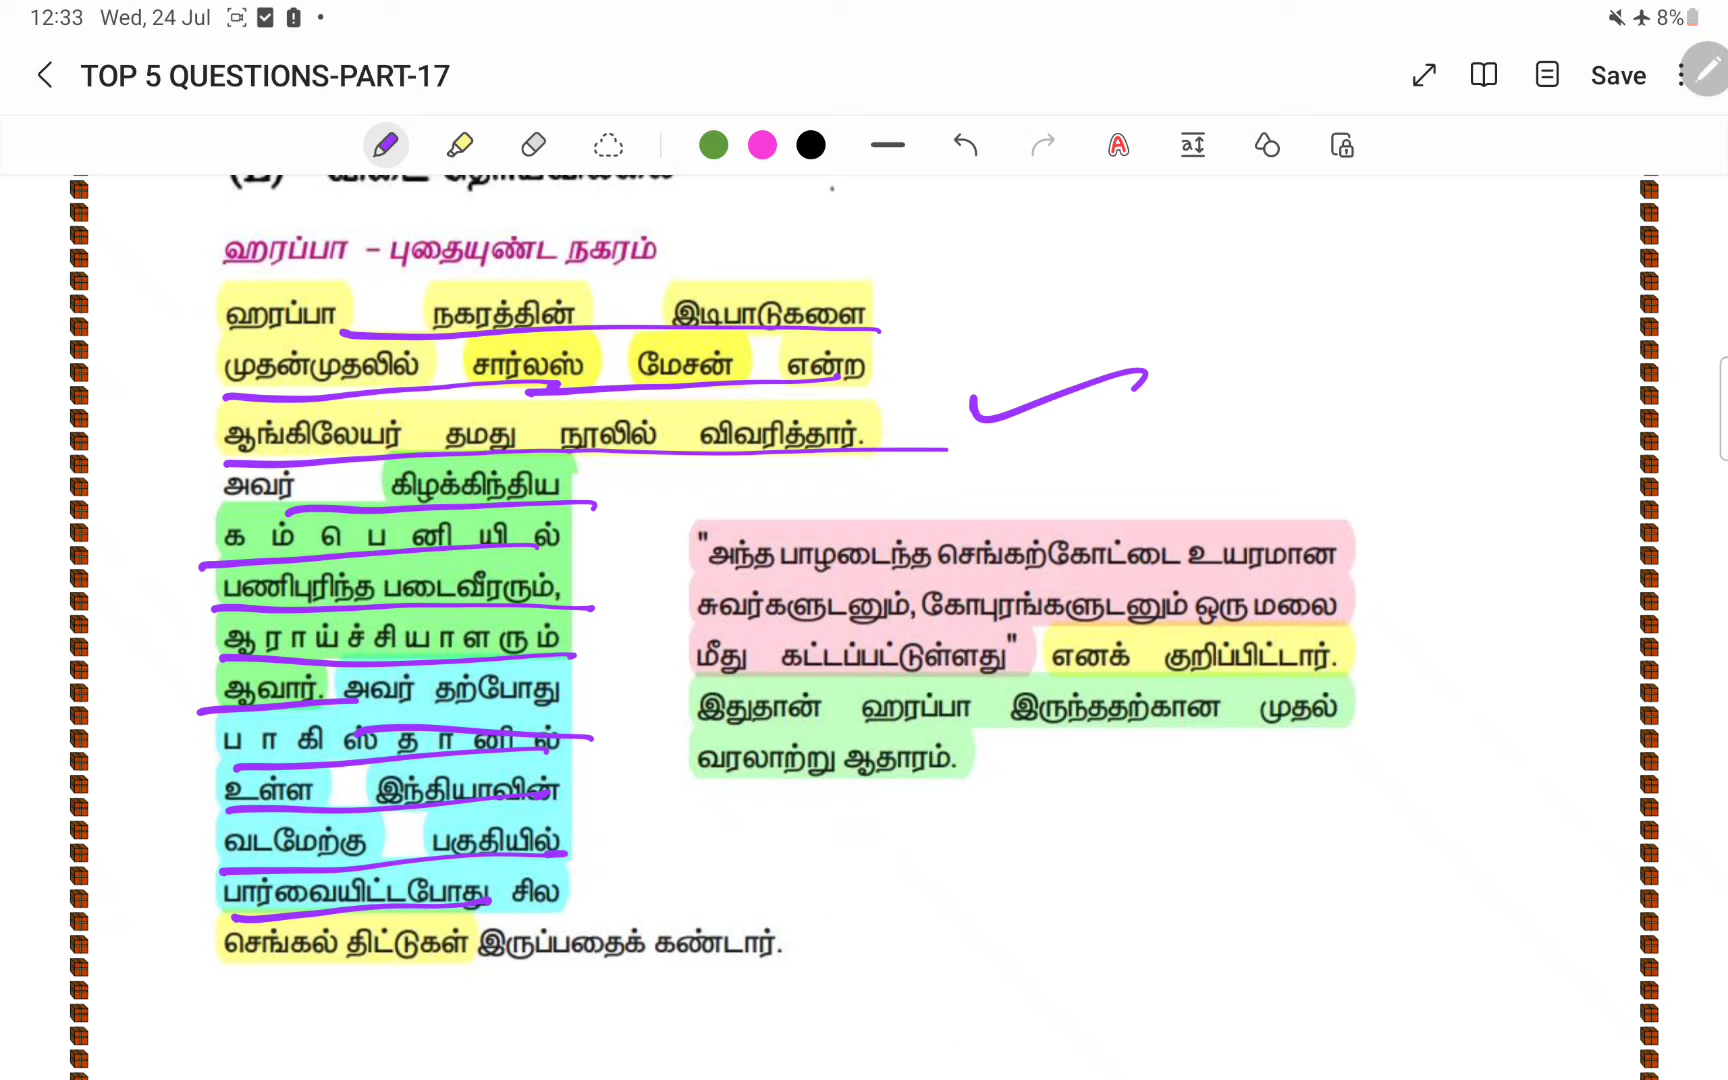 12:33 Wed, 24 Jul
8%
TOP 5 QUESTIONS-PART-17
Save
ஹரப்பா – புதையுண்ட நகரம்
ஹரப்பா நகரத்தின் இடிபாடுகளை
முதன்முதலில் சார்லஸ் மேசன் என்ற
ஆங்கிலேயர் தமது நூலில் விவரித்தார்.
அவர் கிழக்கிந்திய
கம்பெனியில்
பணிபுரிந்த படைவீரரும்,
ஆராய்ச்சியாளரும்
ஆவார். அவர் தற்போது
பாகிஸ்தானில்
உள்ள இந்தியாவின்
வடமேற்கு பகுதியில்
பார்வையிட்டபோது சில
செங்கல் திட்டுகள் இருப்பதைக் கண்டார்.
"அந்த பாழடைந்த செங்கற்கோட்டை உயரமான
சுவர்களுடனும், கோபுரங்களுடனும் ஒரு மலை
மீது கட்டப்பட்டுள்ளது" எனக் குறிப்பிட்டார்.
இதுதான் ஹரப்பா இருந்ததற்கான முதல்
வரலாற்று ஆதாரம்.